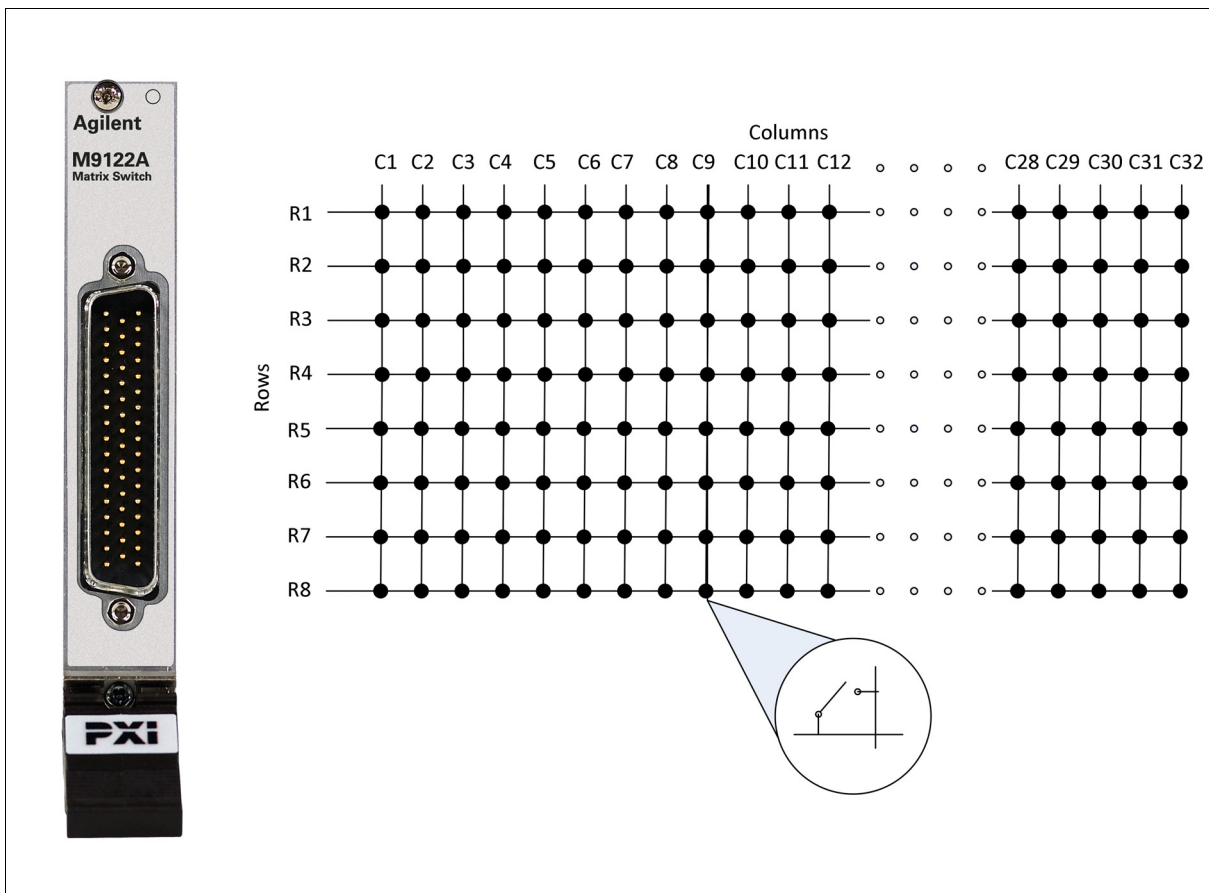 Agilent
M9122A
Matrix Switch
PXI
Columns
C1 C2 C3 C4 C5 C6 C7 C8 C9 C10 C11 C12 C28 C29 C30 C31 C32
Rows
R1
R2
R3
R4
R5
R6
R7
R8